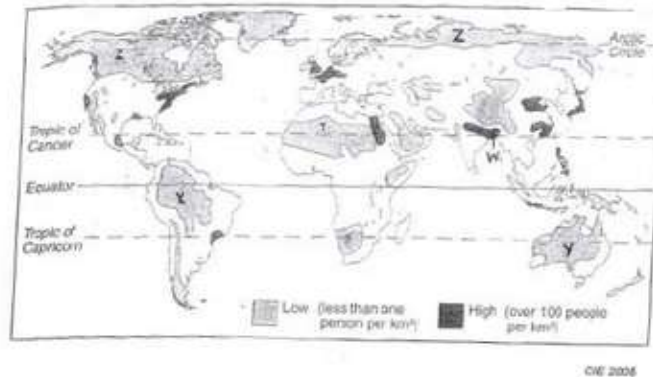 Z
Z
Arctic
Circle
Tropic of
Cancer
W
Equator
Tropic of
Capricorn
Y
Low (less than one
person per km²)
High (over 100 people
per km²)
CIE 2005